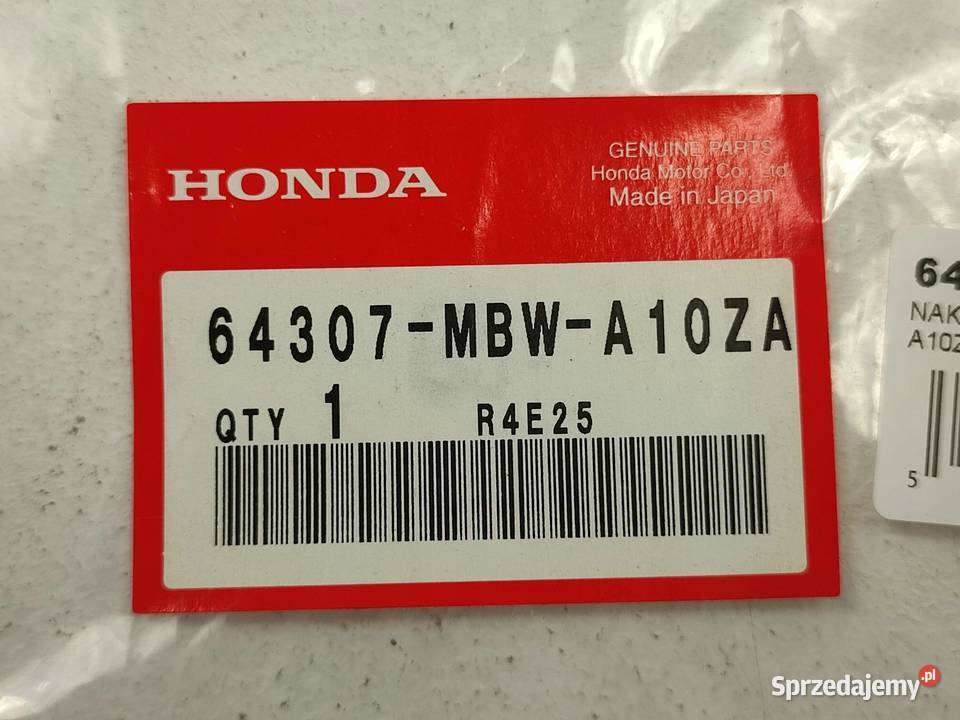 HONDA
GENUINE PARTS
Honda Motor Co., Ltd.
Made in Japan
64307-MBW-A10ZA
QTY 1 R4E25
64
NAK
A10Z
5
Sprzedajemy.pl